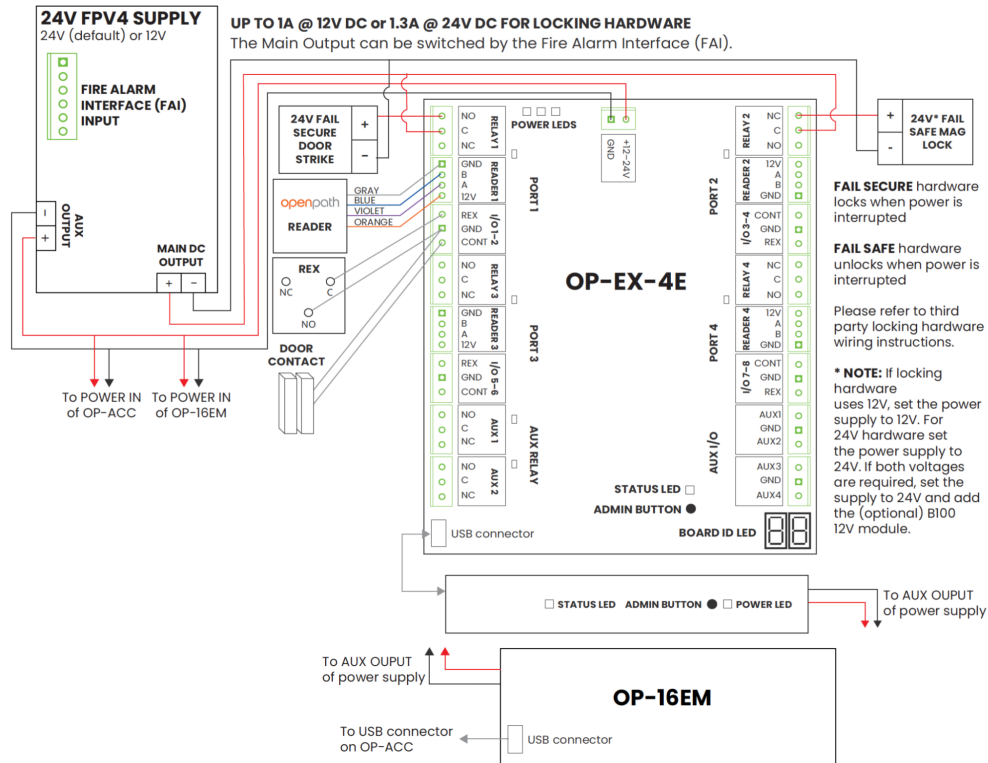 24V FPV4 SUPPLY
24V (default) or 12V
FIRE ALARM
INTERFACE (FAI)
INPUT
AUX
OUTPUT
-
+
MAIN DC
OUTPUT
+ -
UP TO 1A @ 12V DC or 1.3A @ 24V DC FOR LOCKING HARDWARE
The Main Output can be switched by the Fire Alarm Interface (FAI).
24V FAIL
SECURE
DOOR
STRIKE
+
-
openpath
READER
GRAY
BLUE
VIOLET
ORANGE
REX
NC
C
NO
DOOR
CONTACT
To POWER IN
of OP-ACC
To POWER IN
of OP-16EM
POWER LEDS
GND
+12-24V
OP-EX-4E
NO
C
NC
RELAY 1
GND
B
A
12V
READER 1
PORT 1
REX
GND
CONT
I/O 1-2
NO
C
NC
RELAY 3
GND
B
A
12V
READER 3
PORT 3
REX
GND
CONT
I/O 5-6
NO
C
NC
AUX 1
AUX RELAY
NO
C
NC
AUX 2
RELAY 2
NC
C
NO
READER 2
12V
A
B
GND
PORT 2
I/O 3-4
CONT
GND
REX
RELAY 4
NC
C
NO
READER 4
12V
A
B
GND
PORT 4
I/O 7-8
CONT
GND
REX
AUX I/O
AUX1
GND
AUX2
AUX3
GND
AUX4
STATUS LED
ADMIN BUTTON
BOARD ID LED
88
USB connector
+
-
24V* FAIL
SAFE MAG
LOCK
FAIL SECURE hardware
locks when power is
interrupted
FAIL SAFE hardware
unlocks when power is
interrupted
Please refer to third
party locking hardware
wiring instructions.
* NOTE: If locking
hardware
uses 12V, set the power
supply to 12V. For
24V hardware set
the power supply to
24V. If both voltages
are required, set the
supply to 24V and add
the (optional) B100
12V module.
STATUS LED ADMIN BUTTON POWER LED
To AUX OUPUT
of power supply
To AUX OUPUT
of power supply
OP-16EM
To USB connector
on OP-ACC
USB connector